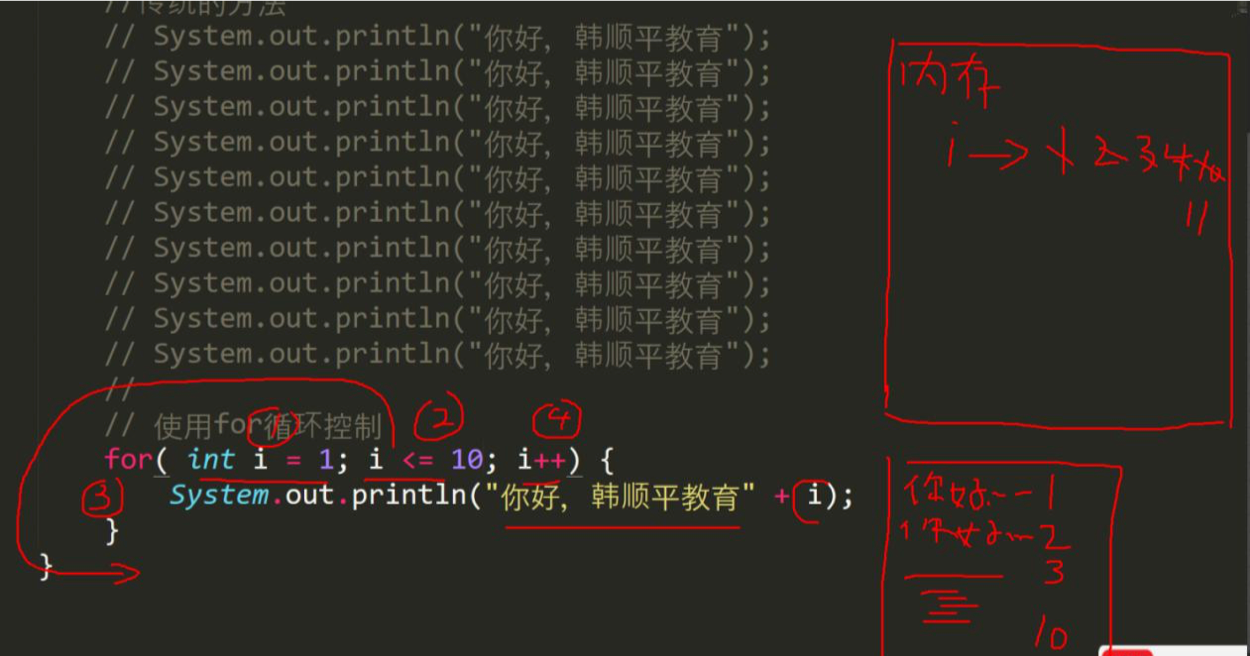 //传统的方法
// System.out.println("你好, 韩顺平教育");
// System.out.println("你好, 韩顺平教育");
// System.out.println("你好, 韩顺平教育");
// System.out.println("你好, 韩顺平教育");
// System.out.println("你好, 韩顺平教育");
// System.out.println("你好, 韩顺平教育");
// System.out.println("你好, 韩顺平教育");
// System.out.println("你好, 韩顺平教育");
// System.out.println("你好, 韩顺平教育");
// System.out.println("你好, 韩顺平教育");
//
// 使用for循环控制
① ② ④
for( int i = 1; i <= 10; i++) {
③ System.out.println("你好, 韩顺平教育" + i);
}
}
内存
i → 1 2 3 4 10
11
你好--1
你好--2
3
10